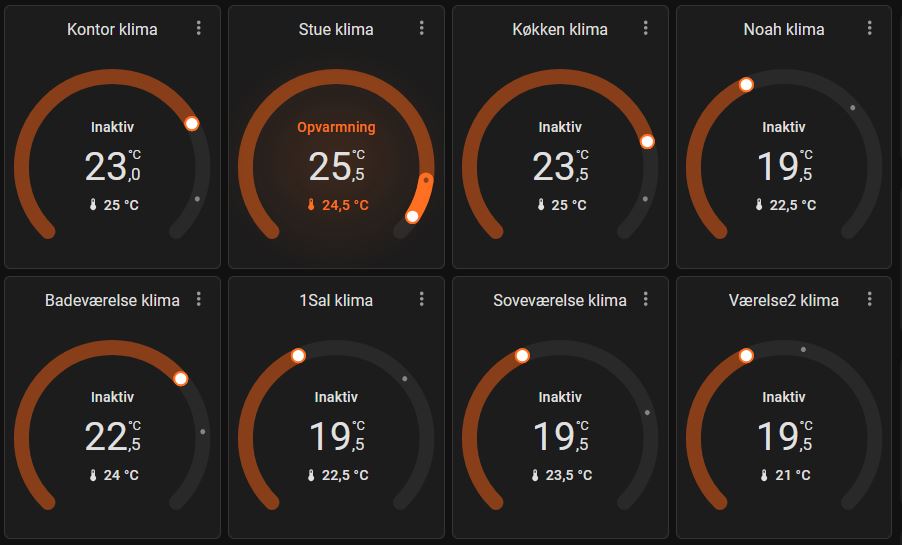 Kontor klima
Inaktiv
23,0 °C
25 °C
Stue klima
Opvarmning
25,5 °C
24,5 °C
Køkken klima
Inaktiv
23,5 °C
25 °C
Noah klima
Inaktiv
19,5 °C
22,5 °C
Badeværelse klima
Inaktiv
22,5 °C
24 °C
1Sal klima
Inaktiv
19,5 °C
22,5 °C
Soveværelse klima
Inaktiv
19,5 °C
23,5 °C
Værelse2 klima
Inaktiv
19,5 °C
21 °C